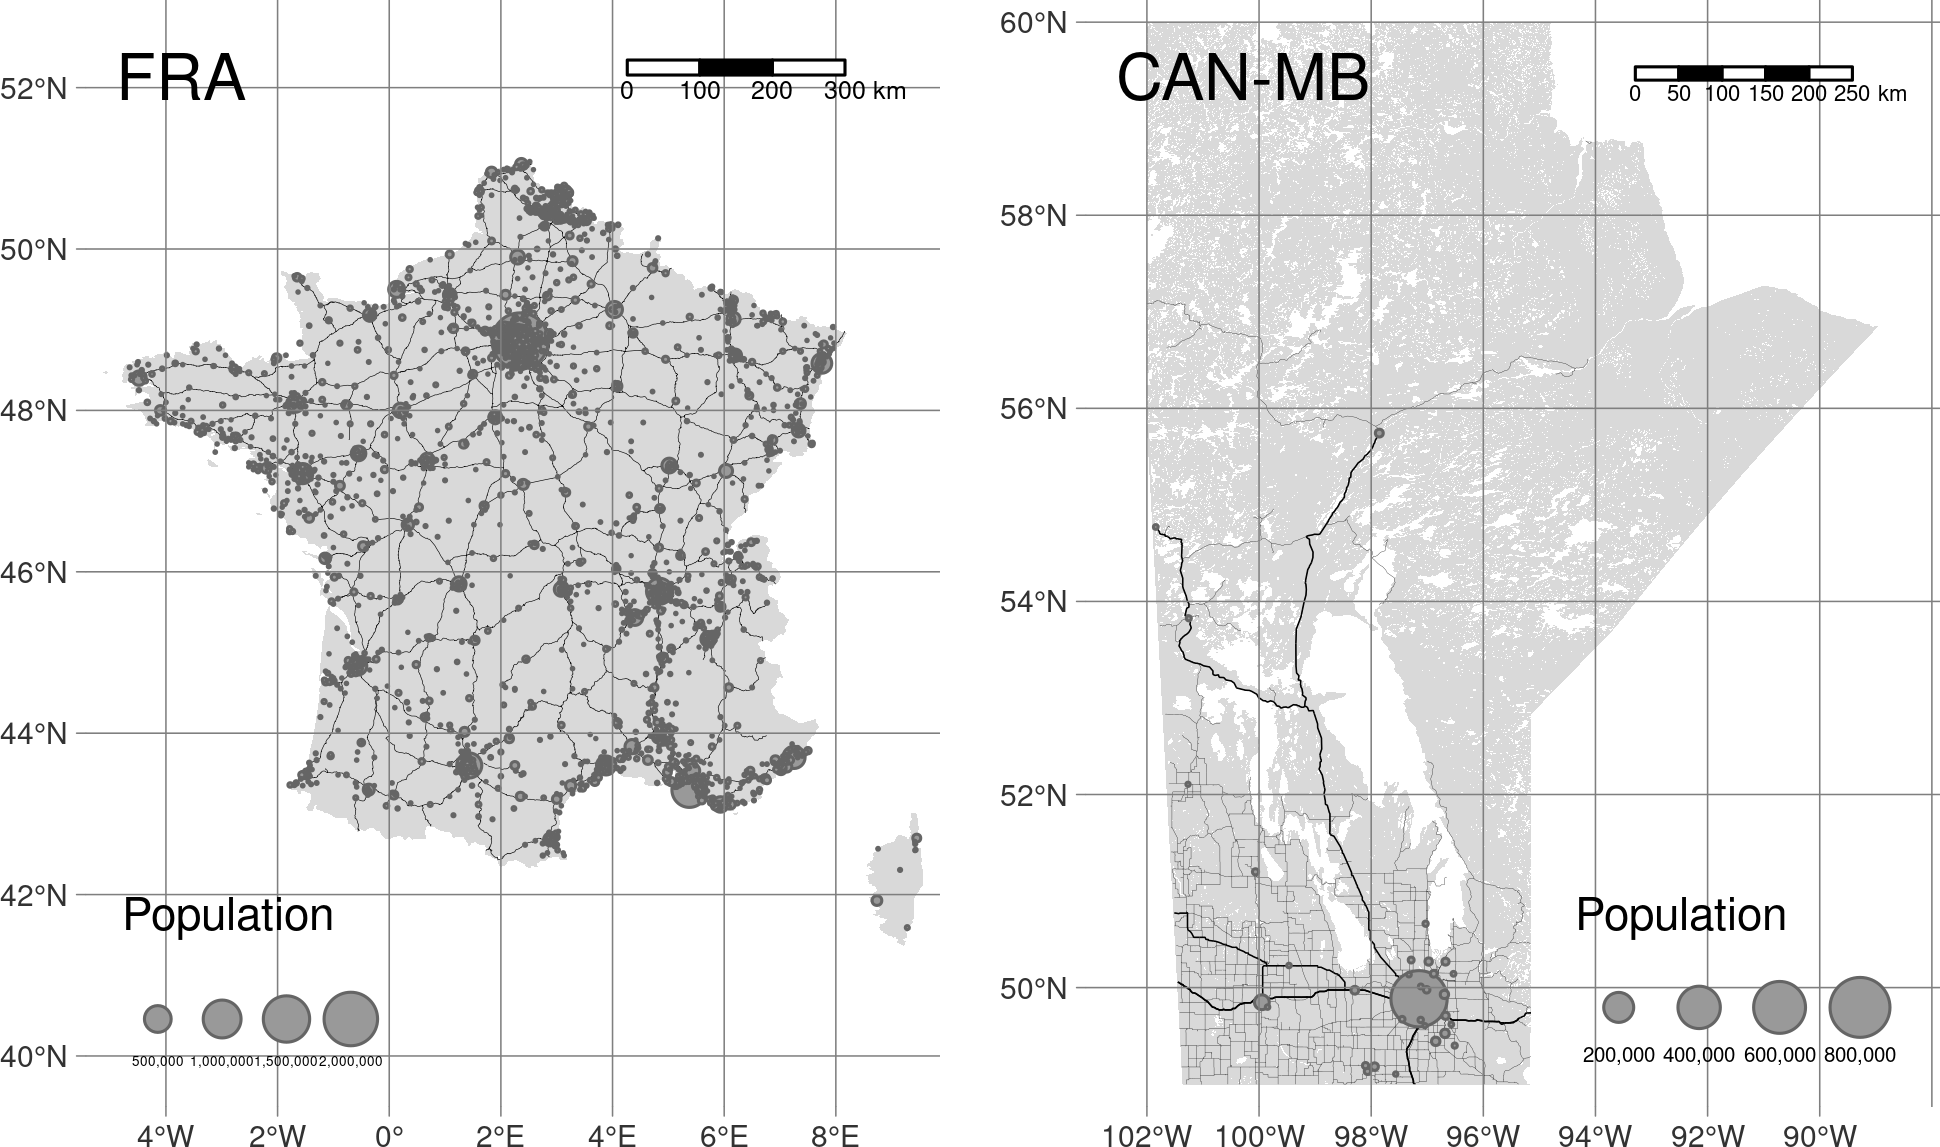 FRA
0 100 200 300 km
52°N
50°N
48°N
46°N
44°N
42°N
40°N
Population
500,000 1,000,000 1,500,000 2,000,000
4°W 2°W 0° 2°E 4°E 6°E 8°E
CAN-MB
0 50 100 150 200 250 km
60°N
58°N
56°N
54°N
52°N
50°N
Population
200,000 400,000 600,000 800,000
102°W 100°W 98°W 96°W 94°W 92°W 90°W